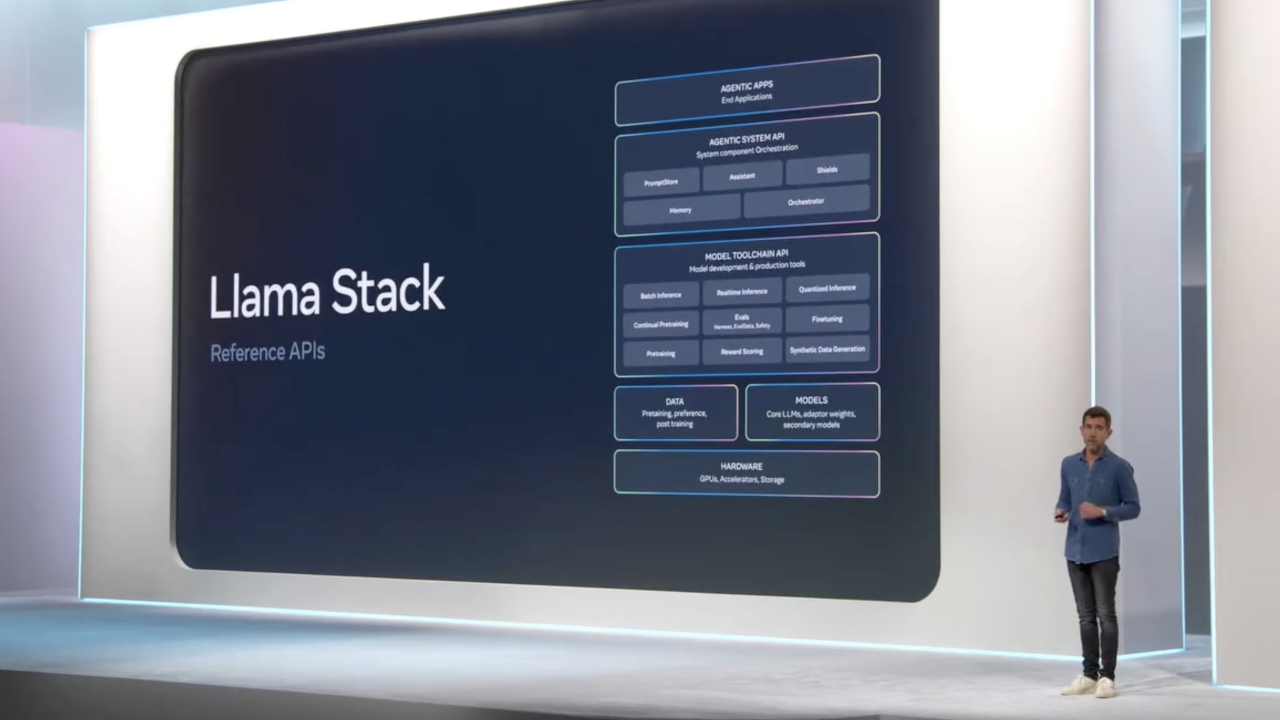 Llama Stack
Reference APIs
AGENTIC APPS
End Applications
AGENTIC SYSTEM API
System component Orchestration
PromptStore
Assistant
Shields
Memory
Orchestrator
MODEL TOOLCHAIN API
Model development & production tools
Batch Inference
Realtime Inference
Quantized Inference
Continual Pretraining
Evals
Harness, EvalData, Safety
Finetuning
Pretraining
Reward Scoring
Synthetic Data Generation
DATA
Pretaining, preference,
post training
MODELS
Core LLMs, adaptor weights,
secondary models
HARDWARE
GPUs, Accelerators, Storage